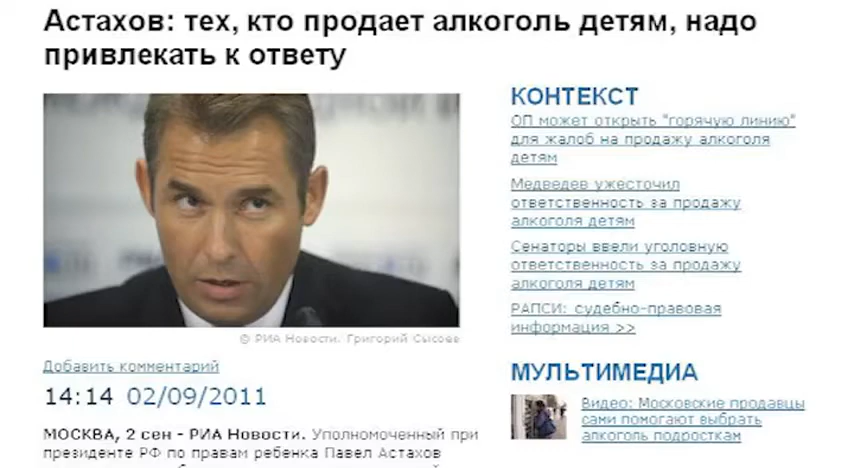 Астахов: тех, кто продает алкоголь детям, надо
привлекать к ответу
© РИА Новости. Григорий Сысоев
Добавить комментарий
14:14 02/09/2011
МОСКВА, 2 сен - РИА Новости. Уполномоченный при
президенте РФ по правам ребенка Павел Астахов
КОНТЕКСТ
ОП может открыть "горячую линию"
для жалоб на продажу алкоголя
детям
Медведев ужесточил
ответственность за продажу
алкоголя детям
Сенаторы ввели уголовную
ответственность за продажу
алкоголя детям
РАПСИ: судебно-правовая
информация >>
МУЛЬТИМЕДИА
Видео: Московские продавцы
сами помогают выбрать
алкоголь подросткам